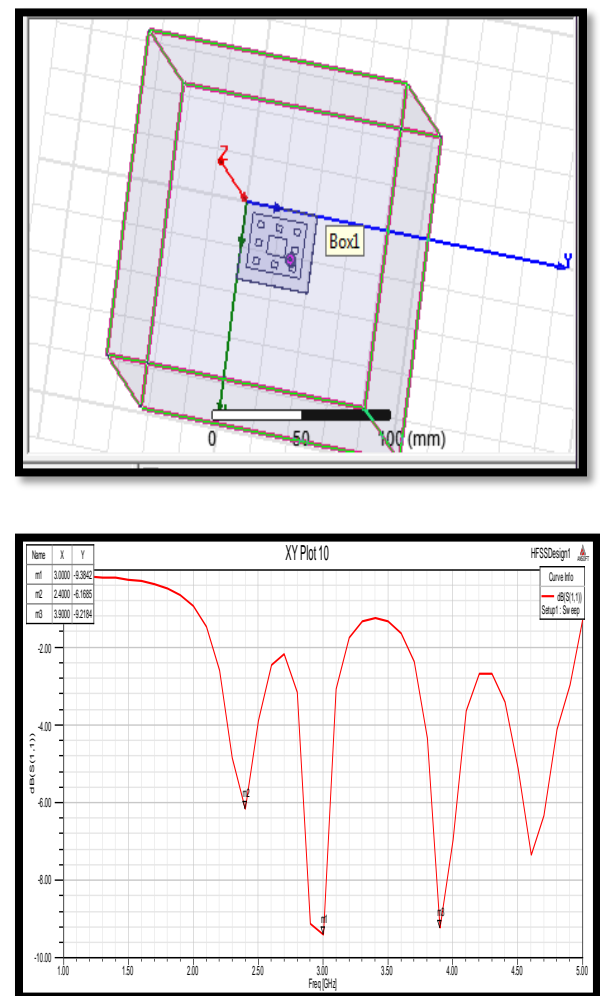 Z
Box1
Y
0 50 100 (mm)
XY Plot 10
HFSSDesign1
ANSOFT
Name X Y
m1 3.0000 -9.3842
m2 2.4000 -6.1685
m3 3.9000 -9.2184
Curve Info
dB(S(1,1))
Setup1 : Sweep
-2.00
-4.00
dB(S(1,1))
-6.00
m2
-8.00
m1
m3
-10.00
1.00 1.50 2.00 2.50 3.00 3.50 4.00 4.50 5.00
Freq [GHz]